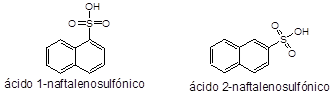 OH
O=S=O
OH
O
S
O
ácido 1-naftalenosulfónico
ácido 2-naftalenosulfónico